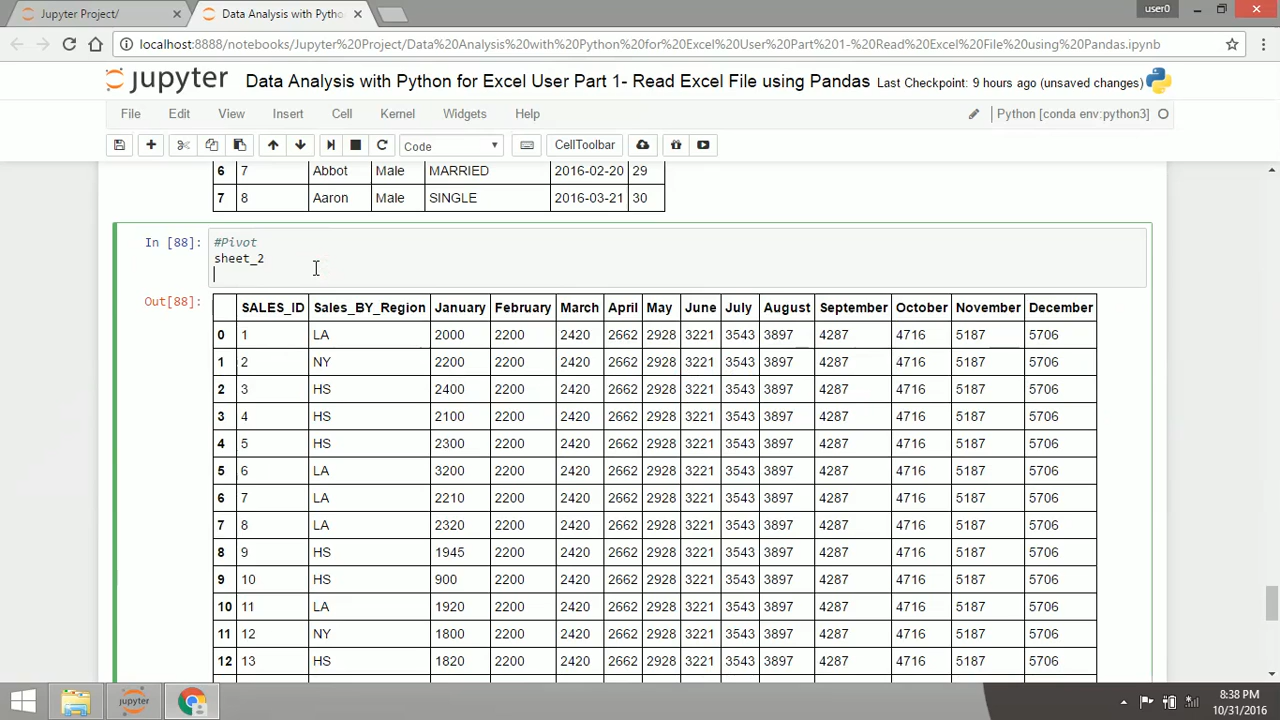 Jupyter Project/
Data Analysis with Pytho
user0
localhost:8888/notebooks/Jupyter%20Project/Data%20Analysis%20with%20Python%20for%20Excel%20User%20Part%201-%20Read%20Excel%20File%20using%20Pandas.ipynb
jupyter Data Analysis with Python for Excel User Part 1- Read Excel File using Pandas Last Checkpoint: 9 hours ago (unsaved changes)
File Edit View Insert Cell Kernel Widgets Help Python [conda env:python3]
Code CellToolbar
6 7 Abbot Male MARRIED 2016-02-20 29
7 8 Aaron Male SINGLE 2016-03-21 30
In [88]: #Pivot
sheet_2
Out[88]:
SALES_ID Sales_BY_Region January February March April May June July August September October November December
0 1 LA 2000 2200 2420 2662 2928 3221 3543 3897 4287 4716 5187 5706
1 2 NY 2200 2200 2420 2662 2928 3221 3543 3897 4287 4716 5187 5706
2 3 HS 2400 2200 2420 2662 2928 3221 3543 3897 4287 4716 5187 5706
3 4 HS 2100 2200 2420 2662 2928 3221 3543 3897 4287 4716 5187 5706
4 5 HS 2300 2200 2420 2662 2928 3221 3543 3897 4287 4716 5187 5706
5 6 LA 3200 2200 2420 2662 2928 3221 3543 3897 4287 4716 5187 5706
6 7 LA 2210 2200 2420 2662 2928 3221 3543 3897 4287 4716 5187 5706
7 8 LA 2320 2200 2420 2662 2928 3221 3543 3897 4287 4716 5187 5706
8 9 HS 1945 2200 2420 2662 2928 3221 3543 3897 4287 4716 5187 5706
9 10 HS 900 2200 2420 2662 2928 3221 3543 3897 4287 4716 5187 5706
10 11 LA 1920 2200 2420 2662 2928 3221 3543 3897 4287 4716 5187 5706
11 12 NY 1800 2200 2420 2662 2928 3221 3543 3897 4287 4716 5187 5706
12 13 HS 1820 2200 2420 2662 2928 3221 3543 3897 4287 4716 5187 5706
jupyter
8:38 PM
10/31/2016